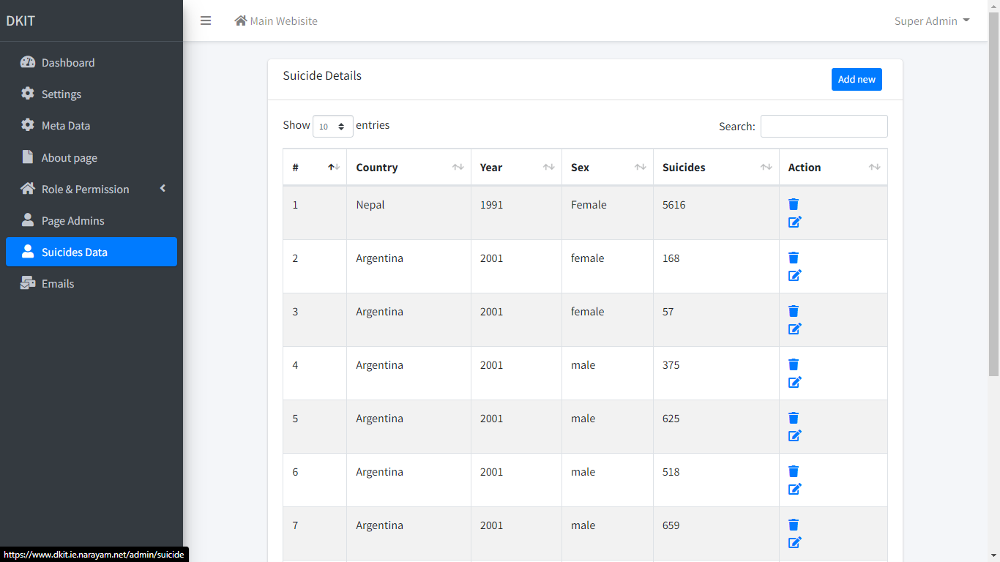 DKIT
Main Webisite
Super Admin
Dashboard
Settings
Meta Data
About page
Role & Permission
Page Admins
Suicides Data
Emails
Suicide Details
Add new
Show 10 entries
Search:
# Country Year Sex Suicides Action
1 Nepal 1991 Female 5616
2 Argentina 2001 female 168
3 Argentina 2001 female 57
4 Argentina 2001 male 375
5 Argentina 2001 male 625
6 Argentina 2001 male 518
7 Argentina 2001 male 659
https://www.dkit.ie.narayam.net/admin/suicide